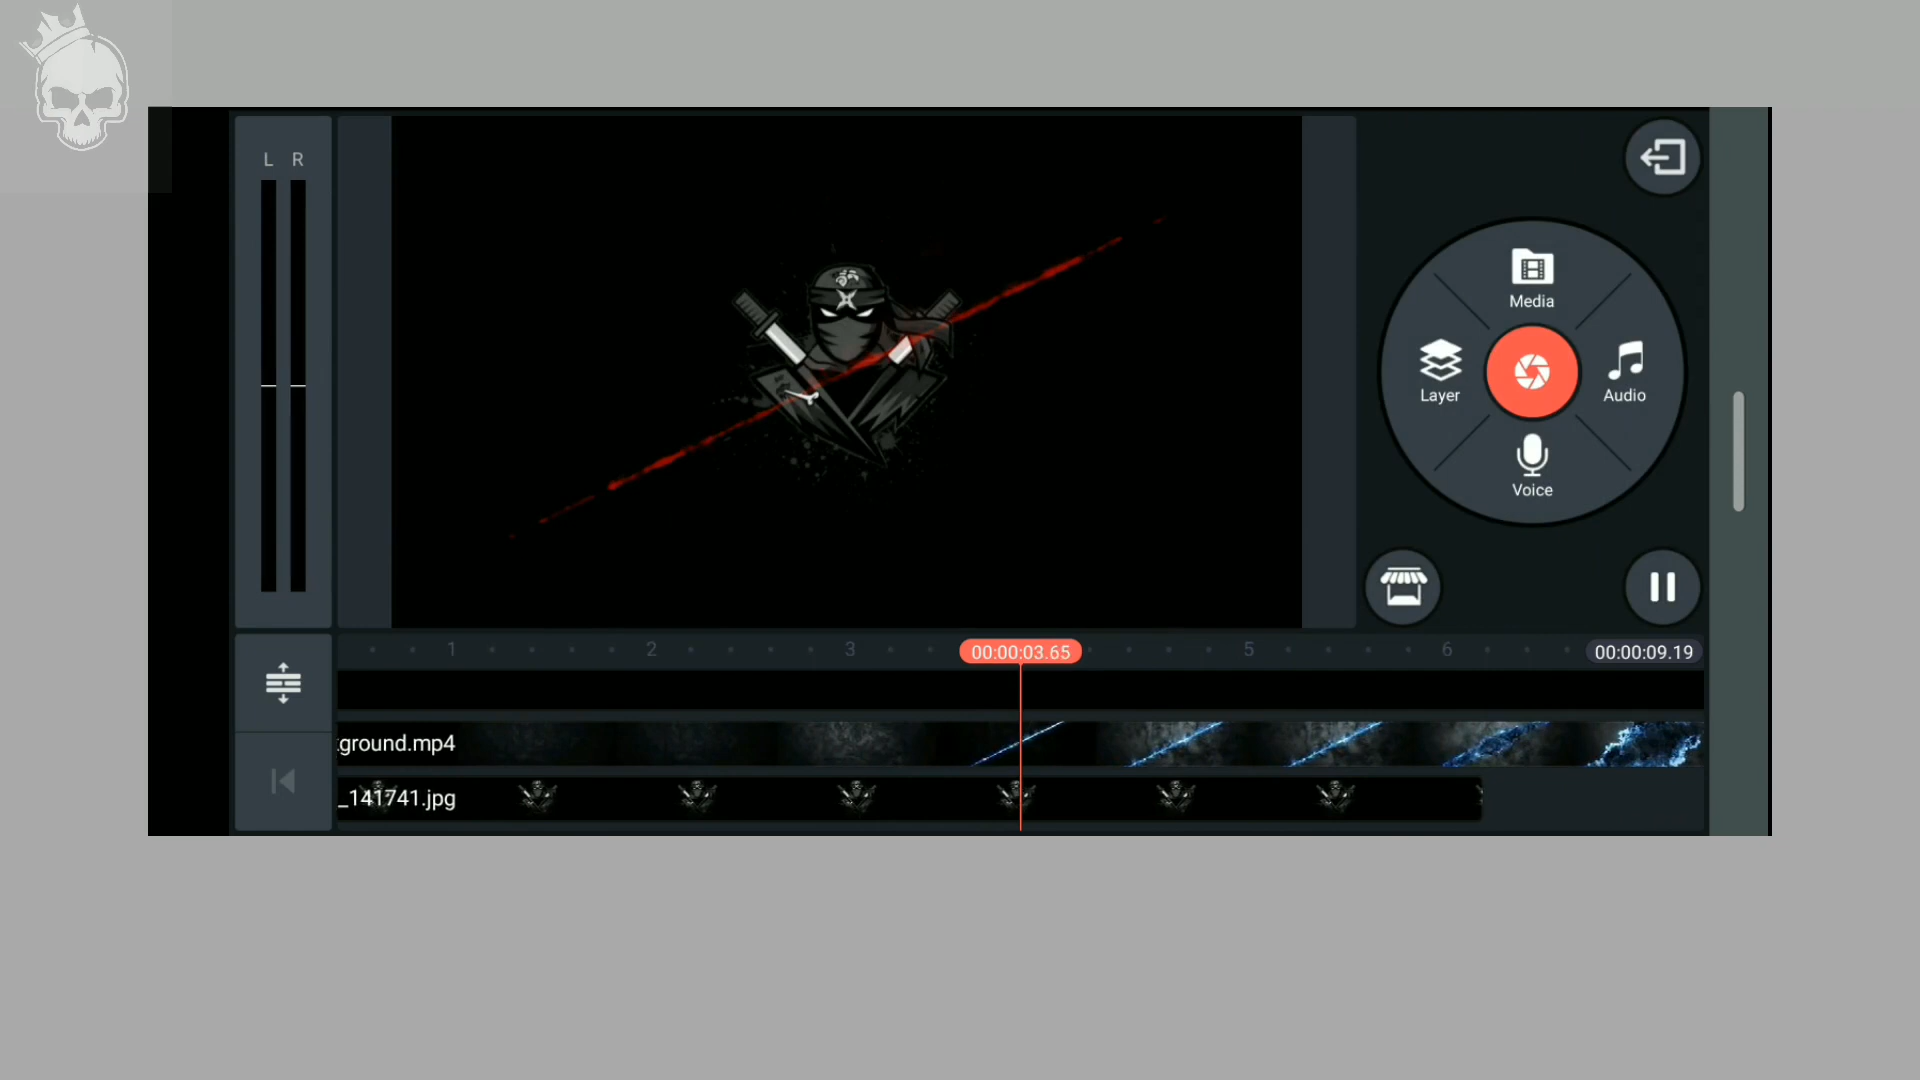 L R
Media
Layer
Audio
Voice
1 2 3 00:00:03.65 5 6 00:00:09.19
ground.mp4
_141741.jpg